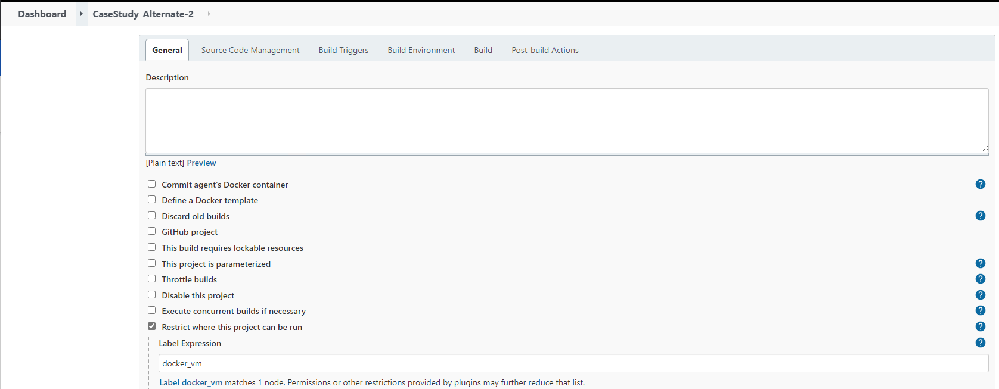 Dashboard CaseStudy_Alternate-2
General Source Code Management Build Triggers Build Environment Build Post-build Actions
Description
[Plain text] Preview
Commit agent's Docker container
Define a Docker template
Discard old builds
GitHub project
This build requires lockable resources
This project is parameterized
Throttle builds
Disable this project
Execute concurrent builds if necessary
Restrict where this project can be run
Label Expression
docker_vm
Label docker_vm matches 1 node. Permissions or other restrictions provided by plugins may further reduce that list.